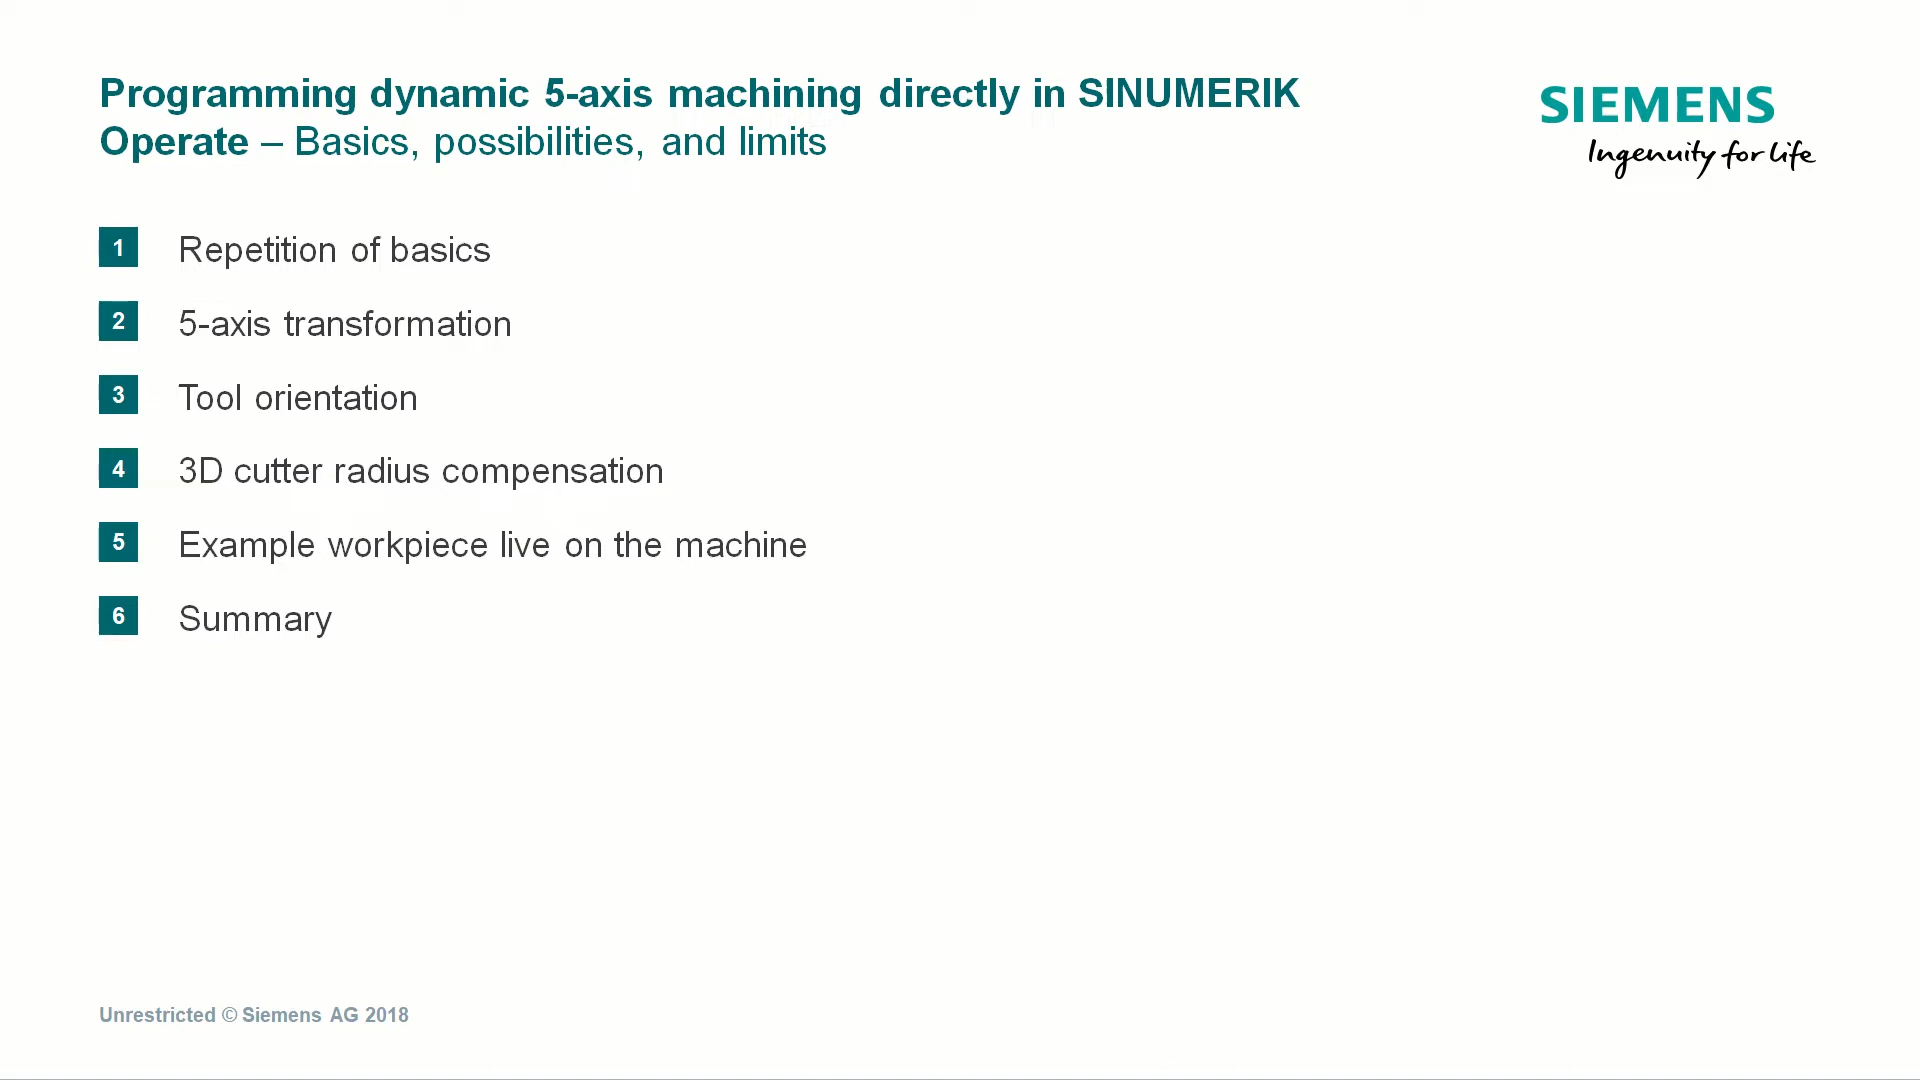 Programming dynamic 5-axis machining directly in SINUMERIK
Operate – Basics, possibilities, and limits
SIEMENS
Ingenuity for life
1 Repetition of basics
2 5-axis transformation
3 Tool orientation
4 3D cutter radius compensation
5 Example workpiece live on the machine
6 Summary
Unrestricted © Siemens AG 2018